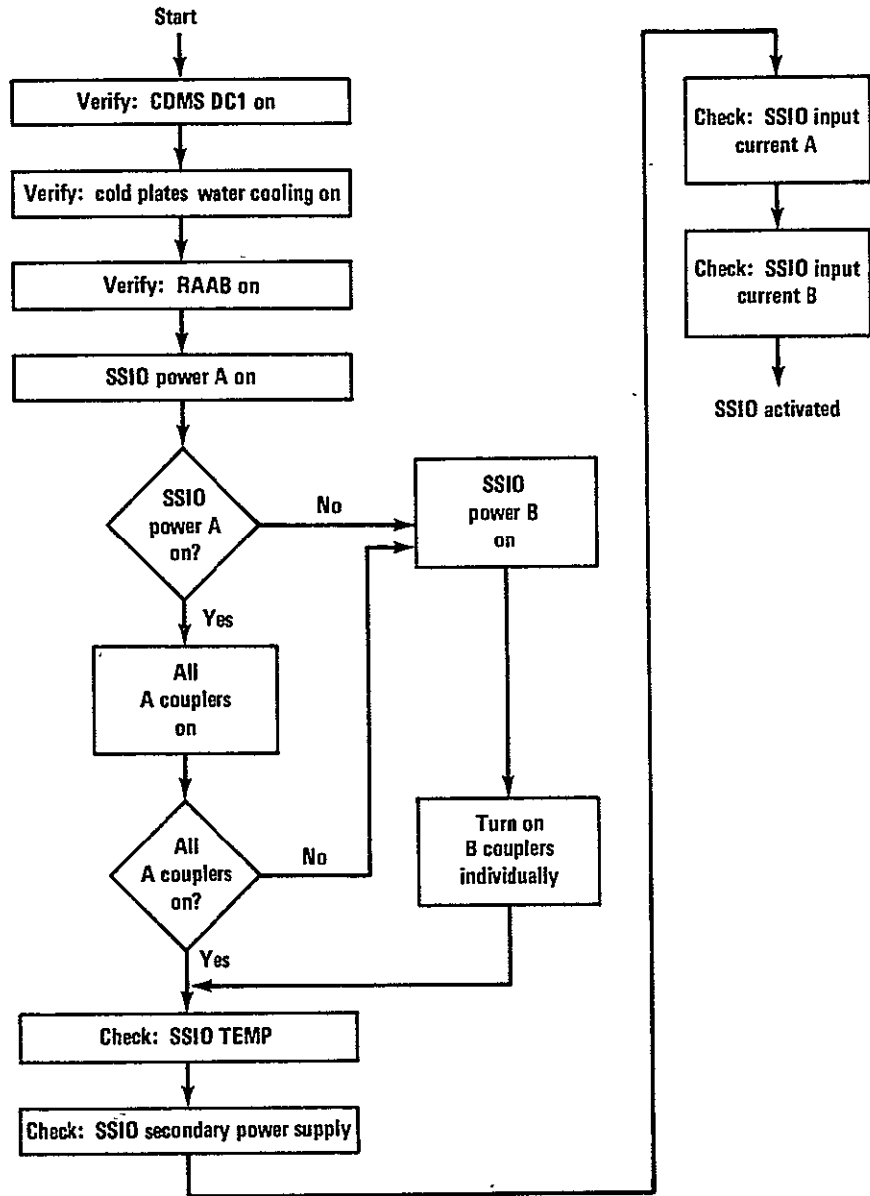 Start
Verify: CDMS DC1 on
Verify: cold plates water cooling on
Verify: RAAB on
SSIO power A on
SSIO
power A
on?
No
SSIO
power B
on
Yes
All
A couplers
on
All
A couplers
on?
No
Turn on
B couplers
individually
Yes
Check: SSIO TEMP
Check: SSIO secondary power supply
Check: SSIO input
current A
Check: SSIO input
current B
SSIO activated